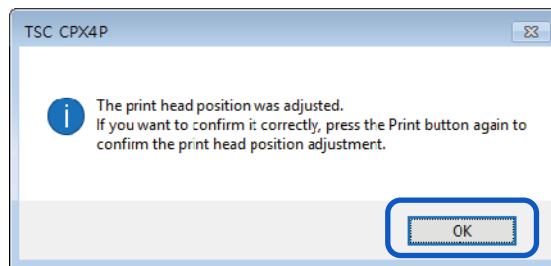 TSC CPX4P
The print head position was adjusted.
If you want to confirm it correctly, press the Print button again to
confirm the print head position adjustment.
OK